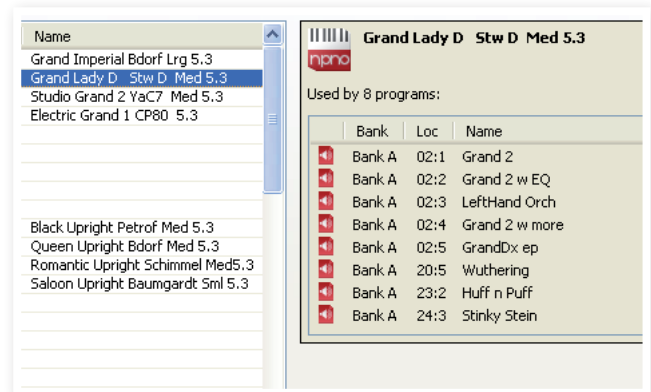 Name
Grand Imperial Bdorf Lrg 5.3
Grand Lady D Stw D Med 5.3
Studio Grand 2 YaC7 Med 5.3
Electric Grand 1 CP80 5.3
Black Upright Petrof Med 5.3
Queen Upright Bdorf Med 5.3
Romantic Upright Schimmel Med5.3
Saloon Upright Baumgardt Sml 5.3
npno
Grand Lady D Stw D Med 5.3
Used by 8 programs:
Bank Loc Name
Bank A 02:1 Grand 2
Bank A 02:2 Grand 2 w EQ
Bank A 02:3 LeftHand Orch
Bank A 02:4 Grand 2 w more
Bank A 02:5 GrandDx ep
Bank A 20:5 Wuthering
Bank A 23:2 Huff n Puff
Bank A 24:3 Stinky Stein